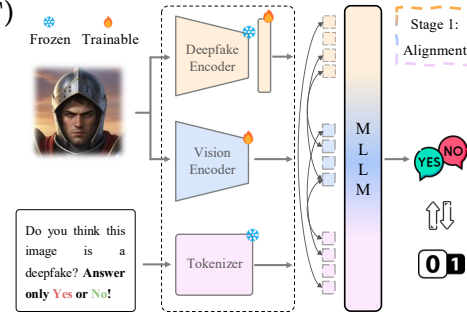 T)
Frozen
Trainable
Deepfake
Encoder
Stage 1:
Alignment
Vision
Encoder
M
L
L
M
YES
NO
Do you think this
image is a
deepfake? Answer
only Yes or No!
Tokenizer
0 1